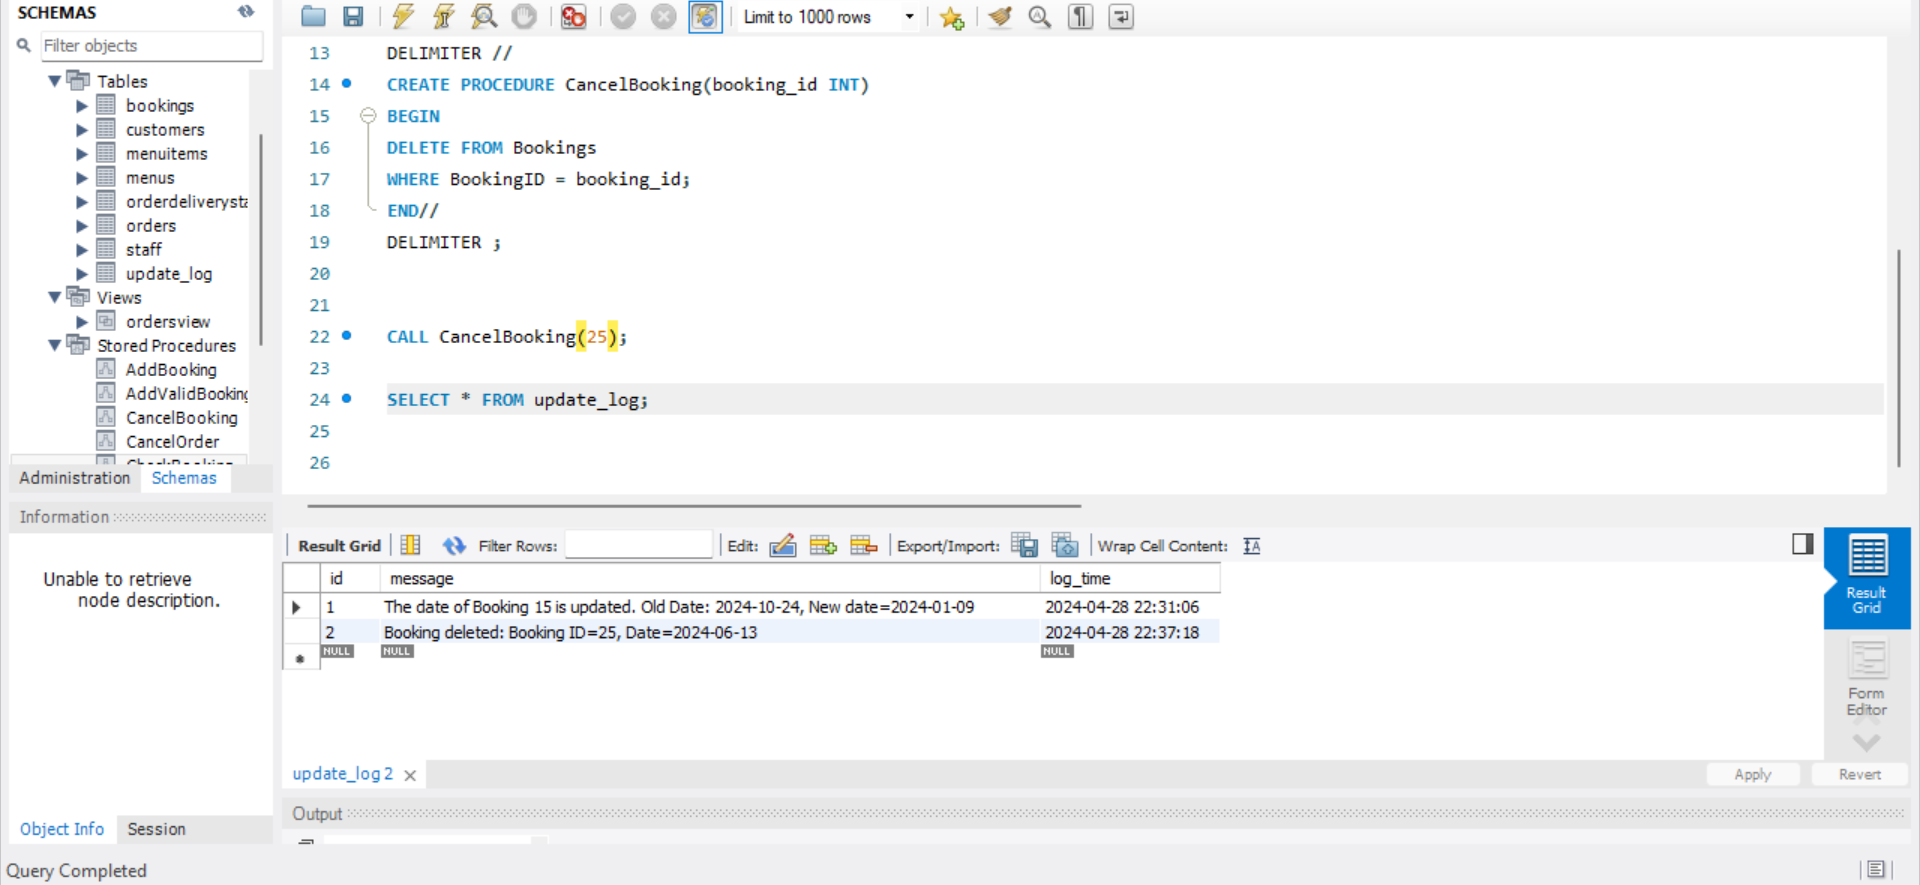 SCHEMAS
Filter objects
Tables
bookings
customers
menuitems
menus
orderdeliverysta
orders
staff
update_log
Views
ordersview
Stored Procedures
AddBooking
AddValidBooking
CancelBooking
CancelOrder
CheckBooking
Administration Schemas
Information
Unable to retrieve
node description.
Object Info Session
Query Completed
Limit to 1000 rows
13 DELIMITER //
14 CREATE PROCEDURE CancelBooking(booking_id INT)
15 BEGIN
16 DELETE FROM Bookings
17 WHERE BookingID = booking_id;
18 END//
19 DELIMITER ;
20
21
22 CALL CancelBooking(25);
23
24 SELECT * FROM update_log;
25
26
Result Grid Filter Rows: Edit: Export/Import: Wrap Cell Content:
id message log_time
1 The date of Booking 15 is updated. Old Date: 2024-10-24, New date=2024-01-09 2024-04-28 22:31:06
2 Booking deleted: Booking ID=25, Date=2024-06-13 2024-04-28 22:37:18
NULL NULL NULL
Result
Grid
Form
Editor
update_log 2
Apply Revert
Output